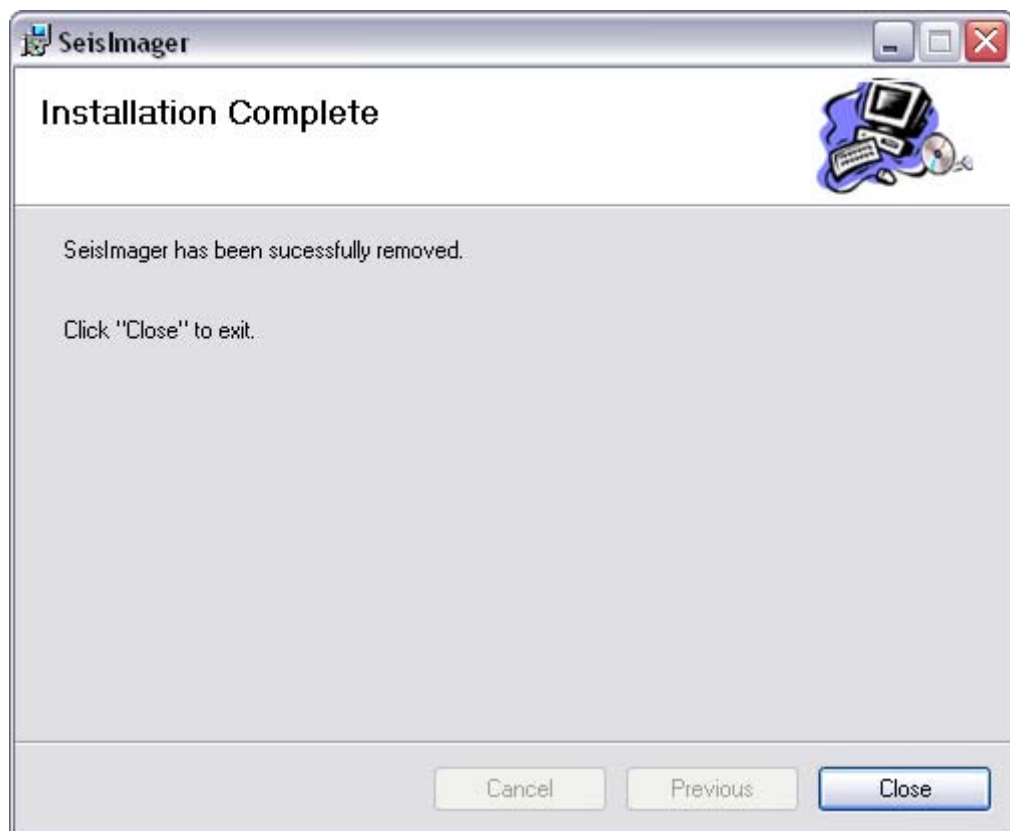 SeisImager
Installation Complete
SeisImager has been sucessfully removed.
Click "Close" to exit.
Cancel
Previous
Close